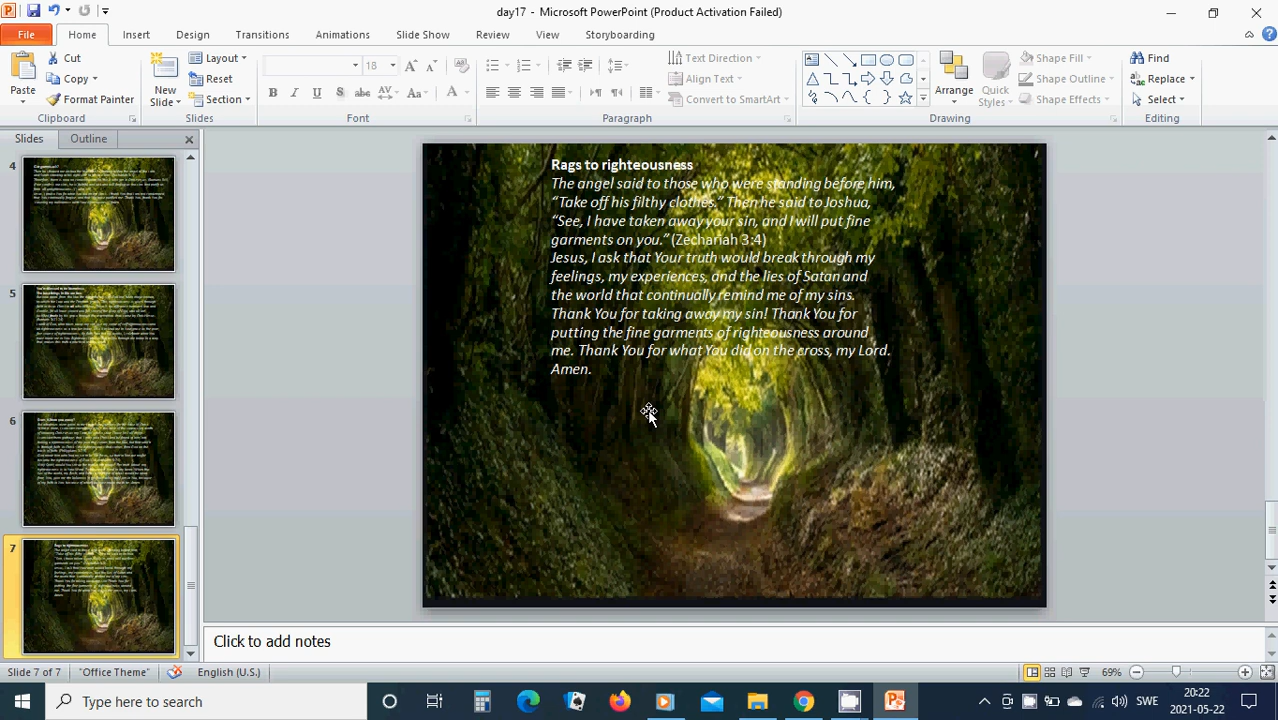 day17 - Microsoft PowerPoint (Product Activation Failed)
File Home Insert Design Transitions Animations Slide Show Review View Storyboarding
Paste
Cut
Copy
Format Painter
Clipboard
New Slide
Layout
Reset
Section
Slides
18
Font
Text Direction
Align Text
Convert to SmartArt
Paragraph
Arrange
Quick Styles
Shape Fill
Shape Outline
Shape Effects
Drawing
Find
Replace
Select
Editing
Slides Outline
4
5
6
7
Rags to righteousness
The angel said to those who were standing before him,
“Take off his filthy clothes.” Then he said to Joshua,
“See, I have taken away your sin, and I will put fine
garments on you.” (Zechariah 3:4)
Jesus, I ask that Your truth would break through my
feelings, my experiences, and the lies of Satan and
the world that continually remind me of my sins.
Thank You for taking away my sin! Thank You for
putting the fine garments of righteousness around
me. Thank You for what You did on the cross, my Lord.
Amen.
Click to add notes
Slide 7 of 7 "Office Theme" English (U.S.) 69%
Type here to search
SWE
20:22
2021-05-22